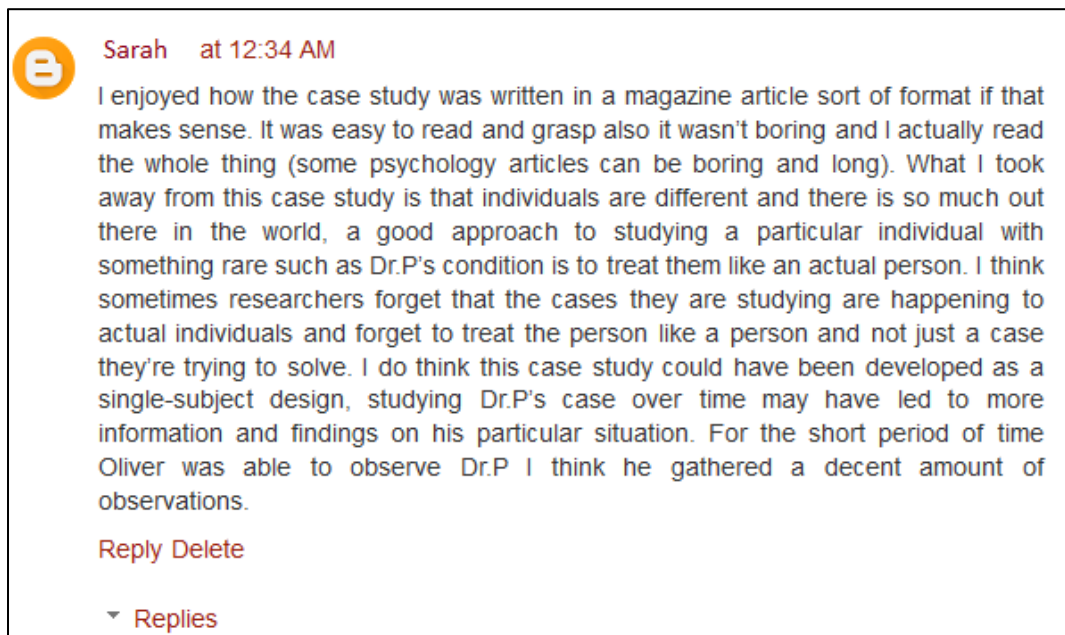 Sarah at 12:34 AM
I enjoyed how the case study was written in a magazine article sort of format if that
makes sense. It was easy to read and grasp also it wasn't boring and I actually read
the whole thing (some psychology articles can be boring and long). What I took
away from this case study is that individuals are different and there is so much out
there in the world, a good approach to studying a particular individual with
something rare such as Dr.P's condition is to treat them like an actual person. I think
sometimes researchers forget that the cases they are studying are happening to
actual individuals and forget to treat the person like a person and not just a case
they're trying to solve. I do think this case study could have been developed as a
single-subject design, studying Dr.P's case over time may have led to more
information and findings on his particular situation. For the short period of time
Oliver was able to observe Dr.P I think he gathered a decent amount of
observations.
Reply Delete
Replies